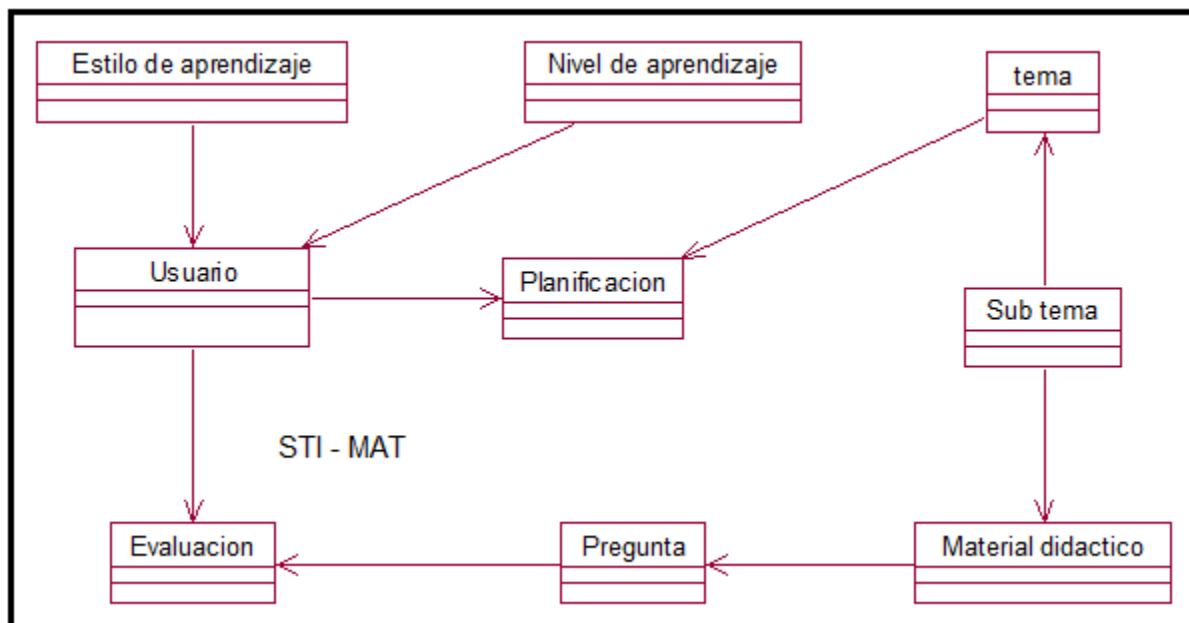 Estilo de aprendizaje
Nivel de aprendizaje
tema
Usuario
Planificacion
Sub tema
STI - MAT
Evaluacion
Pregunta
Material didactico